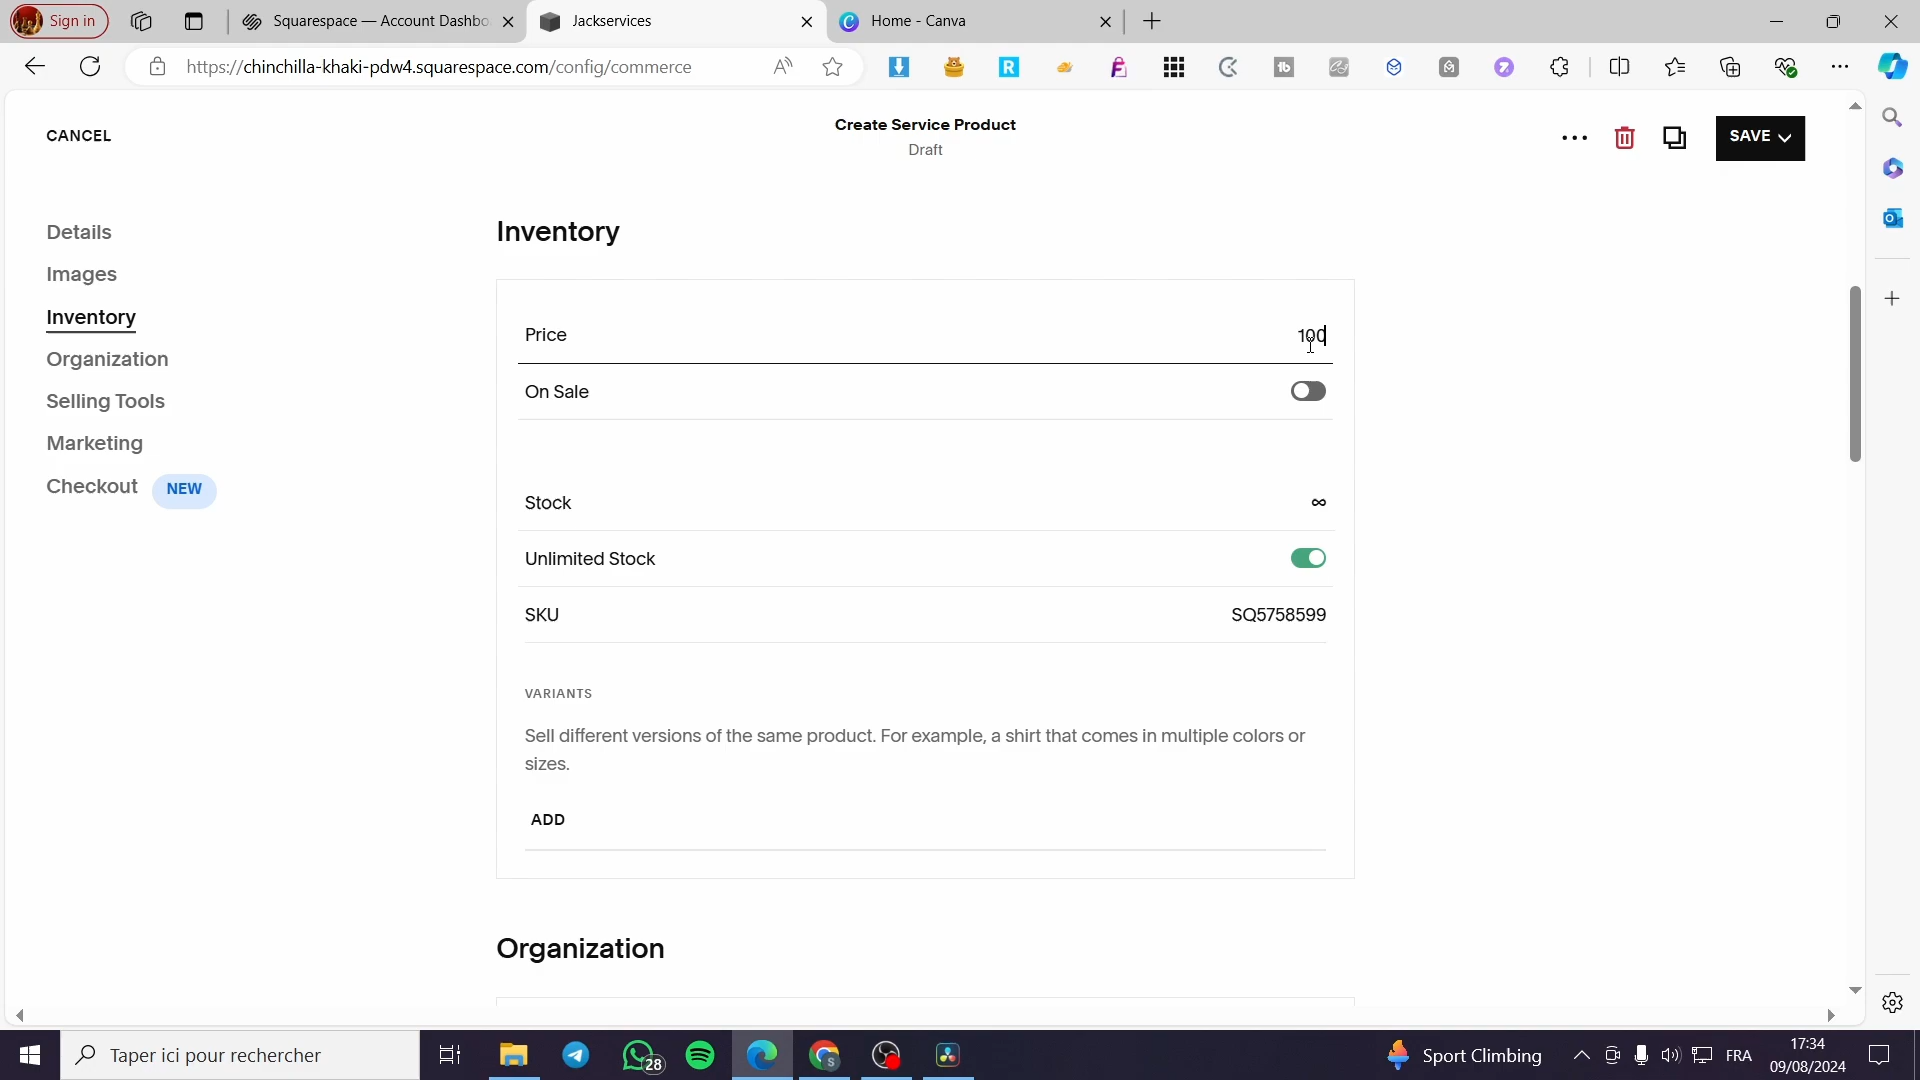 Sign in
Squarespace — Account Dashbo
Jackservices
Home - Canva
https://chinchilla-khaki-pdw4.squarespace.com/config/commerce
CANCEL
Create Service Product
Draft
SAVE
Details
Images
Inventory
Organization
Selling Tools
Marketing
Checkout
NEW
Inventory
Price
100
On Sale
Stock
∞
Unlimited Stock
SKU
SQ5758599
VARIANTS
Sell different versions of the same product. For example, a shirt that comes in multiple colors or
sizes.
ADD
Organization
Taper ici pour rechercher
28
Sport Climbing
FRA
17:34
09/08/2024